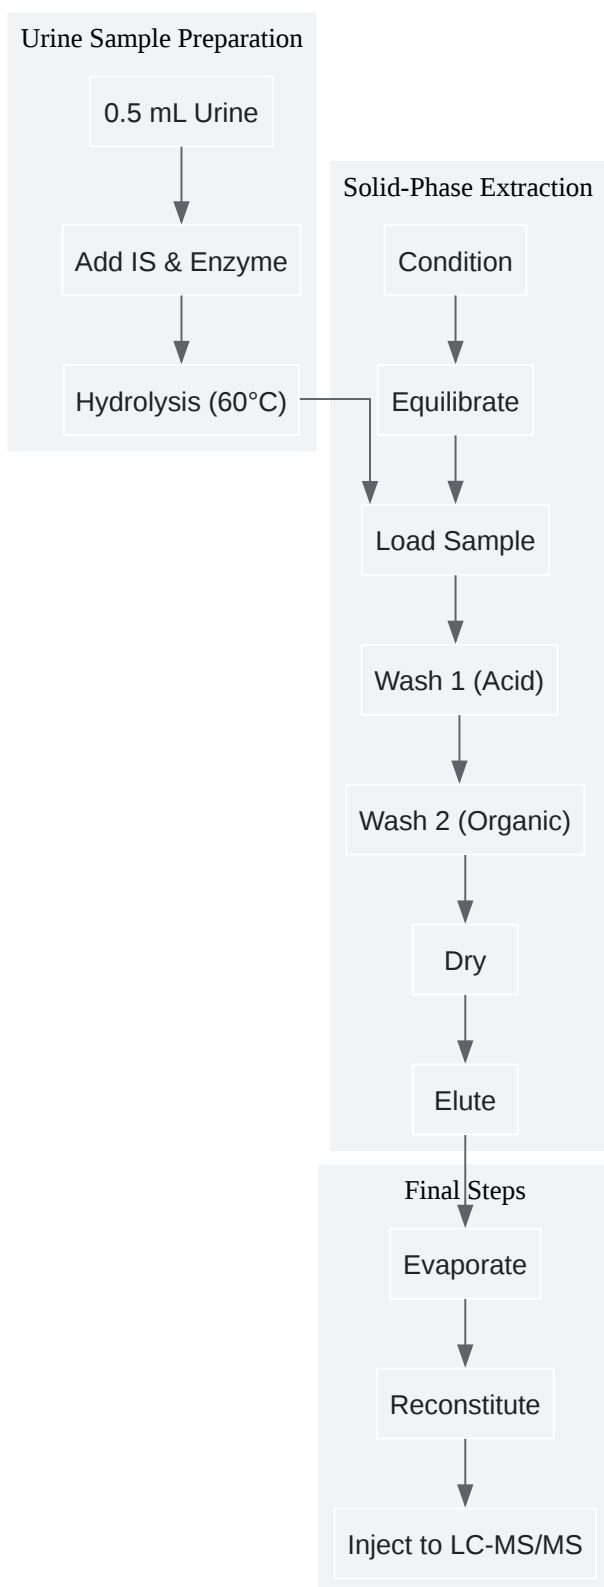 Urine Sample Preparation
0.5 mL Urine
Add IS & Enzyme
Hydrolysis (60°C)
Solid-Phase Extraction
Condition
Equilibrate
Load Sample
Wash 1 (Acid)
Wash 2 (Organic)
Dry
Elute
Final Steps
Evaporate
Reconstitute
Inject to LC-MS/MS